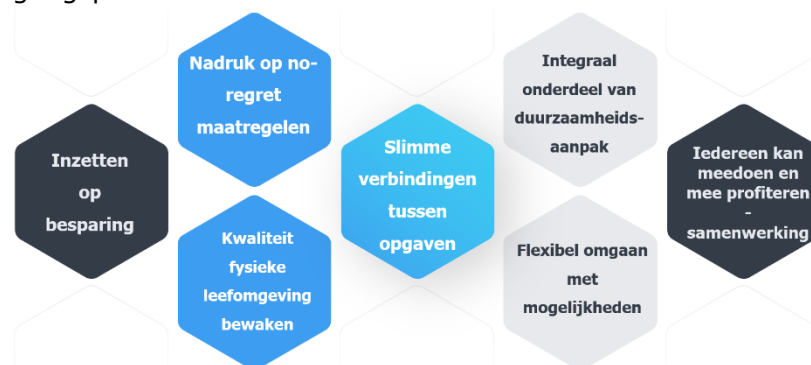 Inzetten
op
besparing
Nadruk op no-
regret
maatregelen
Kwaliteit
fysieke
leefomgeving
bewaken
Slimme
verbindingen
tussen
opgaven
Integraal
onderdeel van
duurzaamheids-
aanpak
Flexibel omgaan
met
mogelijkheden
Iedereen kan
meedoen en
mee profiteren
-
samenwerking